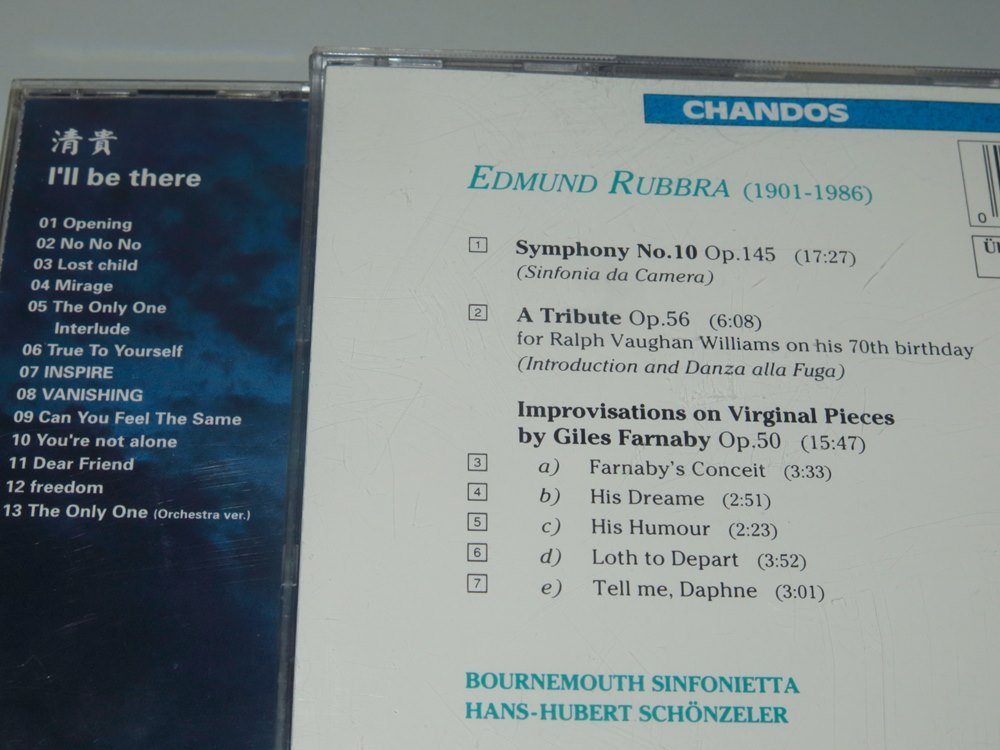 清貴
I'll be there
01 Opening
02 No No No
03 Lost child
04 Mirage
05 The Only One
Interlude
06 True To Yourself
07 INSPIRE
08 VANISHING
09 Can You Feel The Same
10 You're not alone
11 Dear Friend
12 freedom
13 The Only One (Orchestra ver.)
CHANDOS
EDMUND RUBBRA (1901-1986)
1 Symphony No.10 Op.145 (17:27)
(Sinfonia da Camera)
2 A Tribute Op.56 (6:08)
for Ralph Vaughan Williams on his 70th birthday
(Introduction and Danza alla Fuga)
Improvisations on Virginal Pieces
by Giles Farnaby Op.50 (15:47)
3 a) Farnaby's Conceit (3:33)
4 b) His Dreame (2:51)
5 c) His Humour (2:23)
6 d) Loth to Depart (3:52)
7 e) Tell me, Daphne (3:01)
BOURNEMOUTH SINFONIETTA
HANS-HUBERT SCHÖNZELER
0